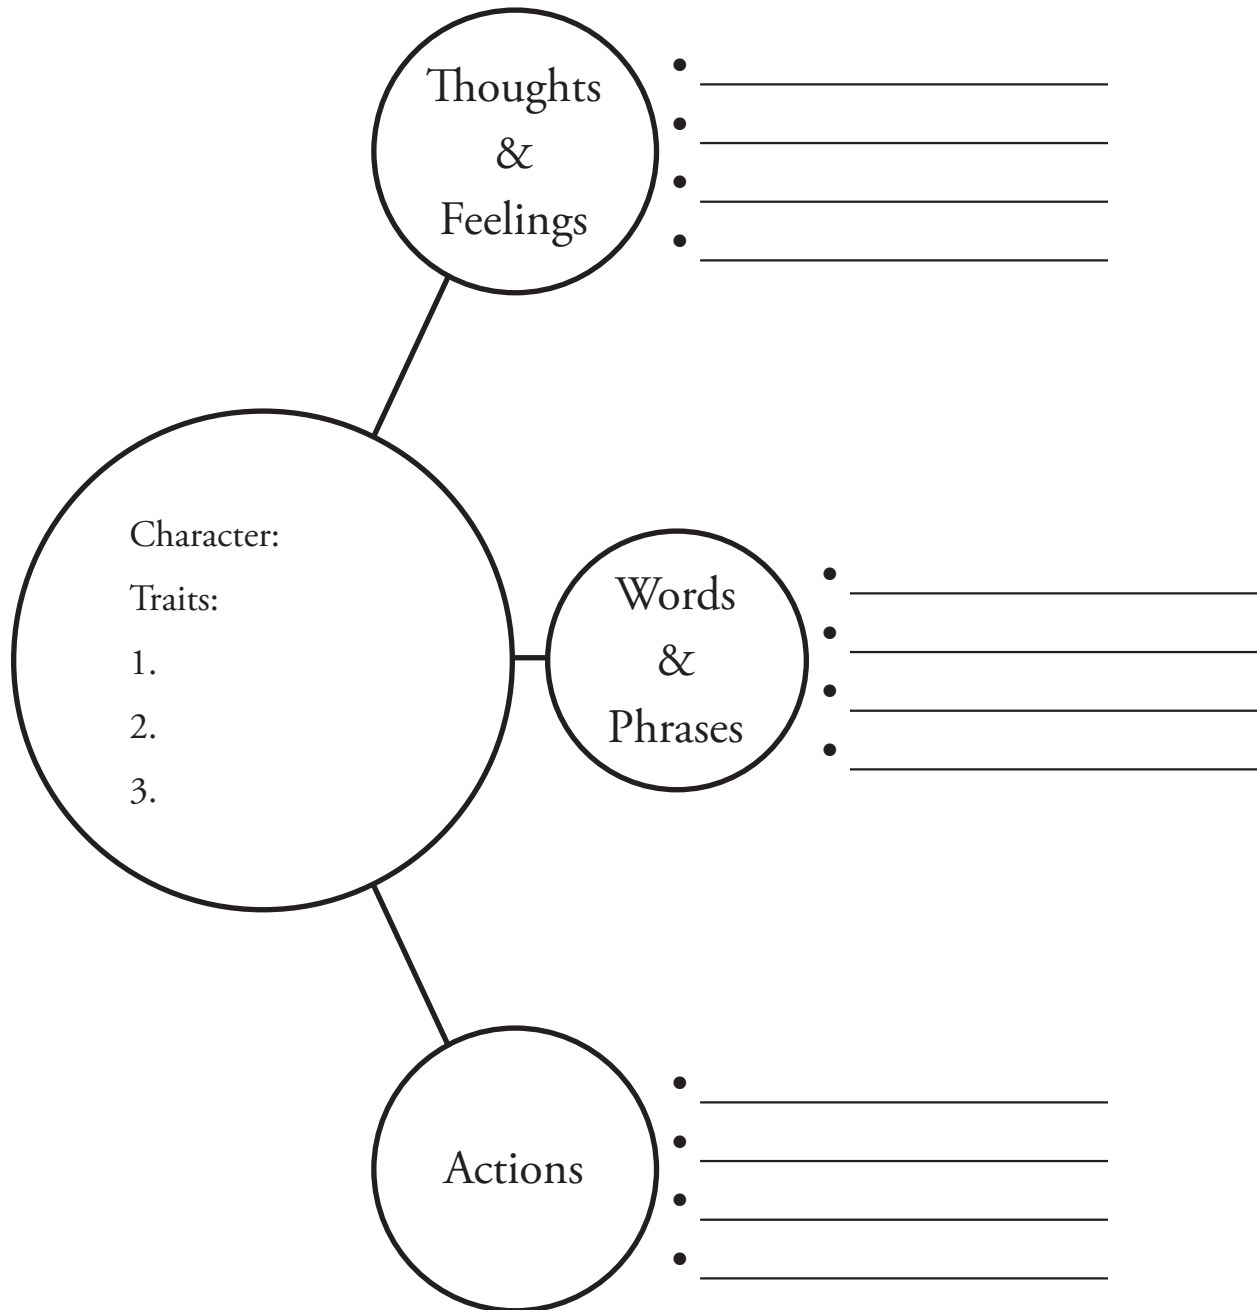 Thoughts
&
Feelings
•
•
•
•
Character:
Traits:
1.
2.
3.
Words
&
Phrases
•
•
•
•
Actions
•
•
•
•